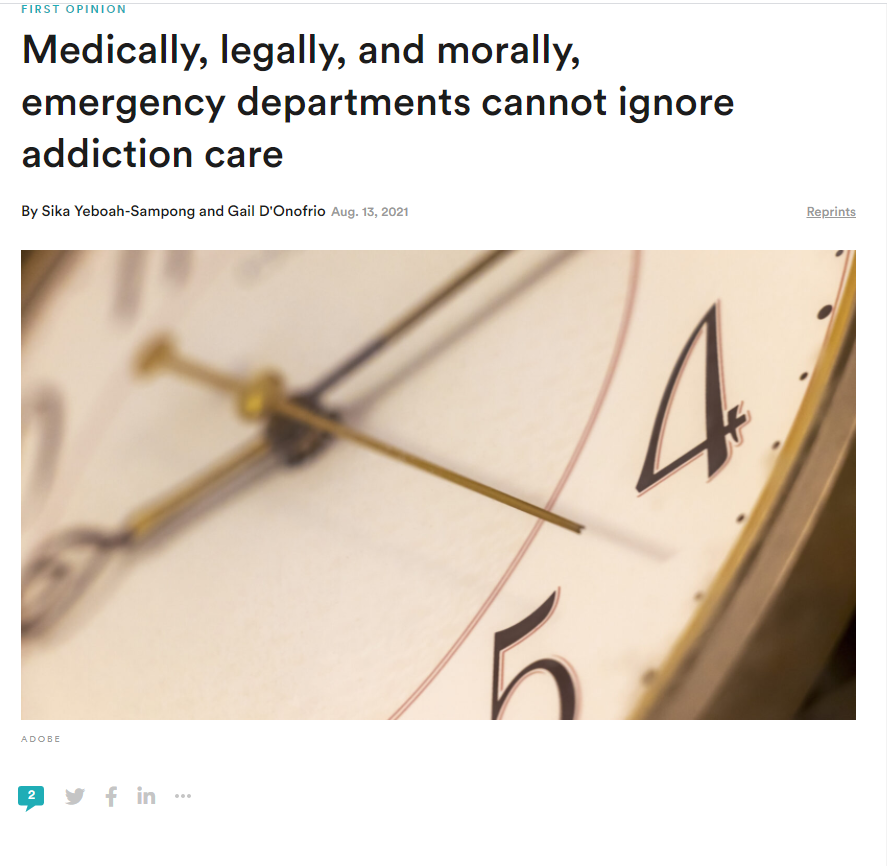 FIRST OPINION
Medically, legally, and morally,
emergency departments cannot ignore
addiction care
By Sika Yeboah-Sampong and Gail D'Onofrio Aug. 13, 2021
Reprints
4
5
ADOBE
2